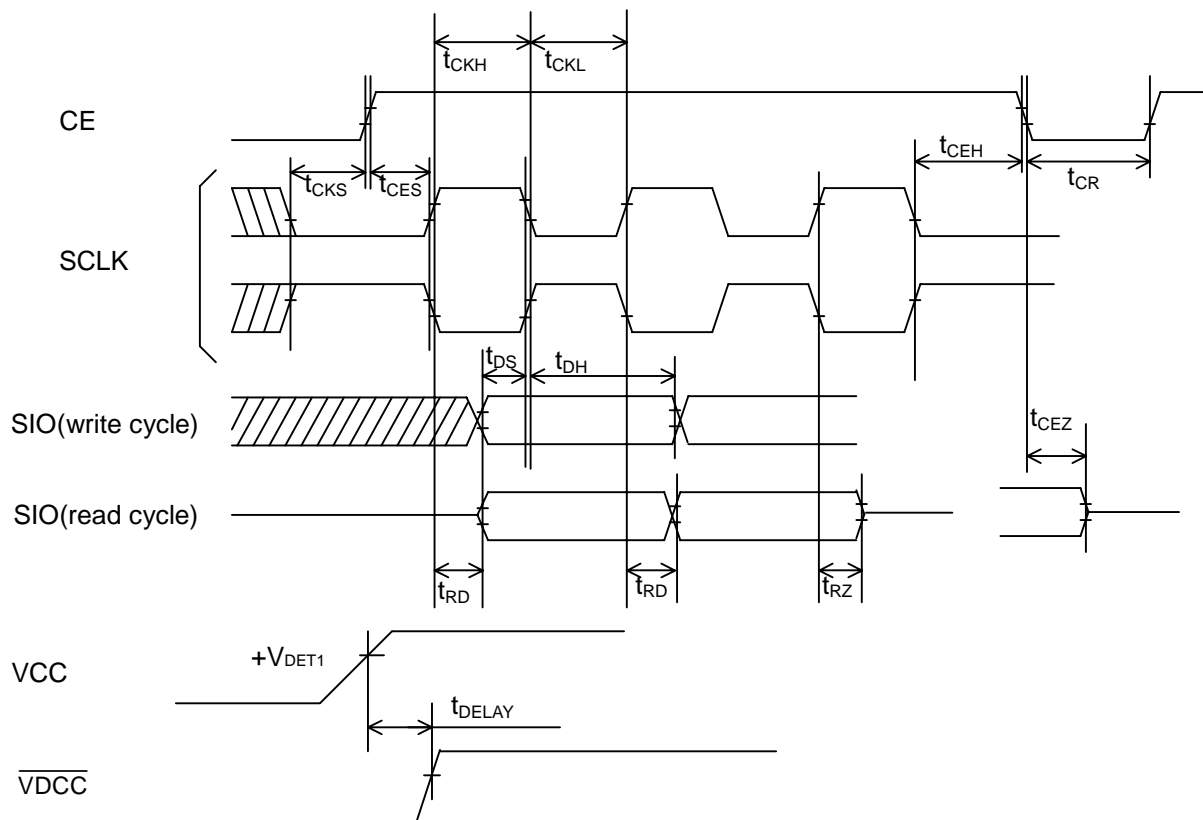 tCKH
tCKL
CE
tCKS
tCES
tCEH
tCR
SCLK
tDS
tDH
SIO(write cycle)
tCEZ
SIO(read cycle)
tRD
tRD
tRZ
+VDET1
VCC
tDELAY
VDCC